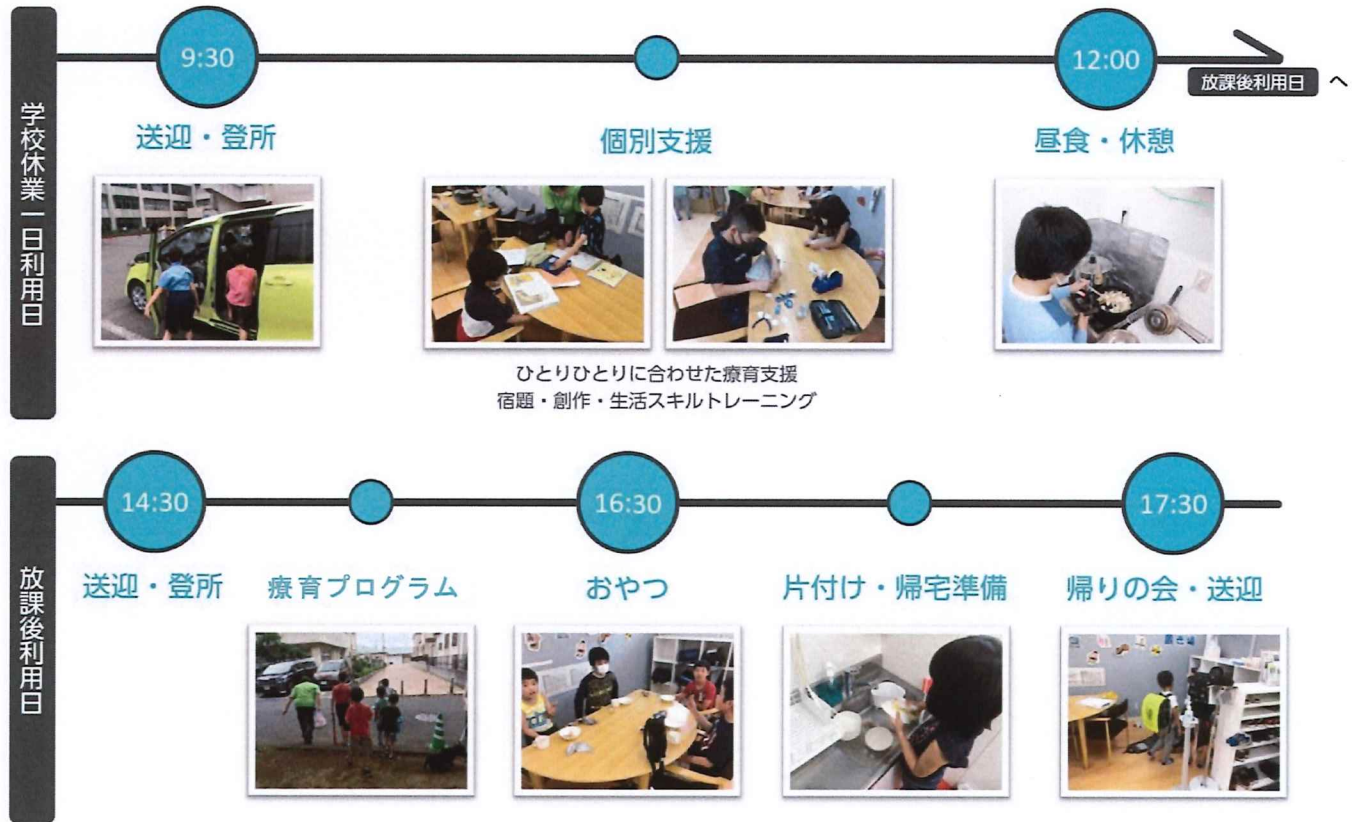 学校休業一日利用日
9:30
12:00
放課後利用日 へ
送迎・登所
個別支援
昼食・休憩
ひとりひとりに合わせた療育支援
宿題・創作・生活スキルトレーニング
放課後利用日
14:30
16:30
17:30
送迎・登所
療育プログラム
おやつ
片付け・帰宅準備
帰りの会・送迎